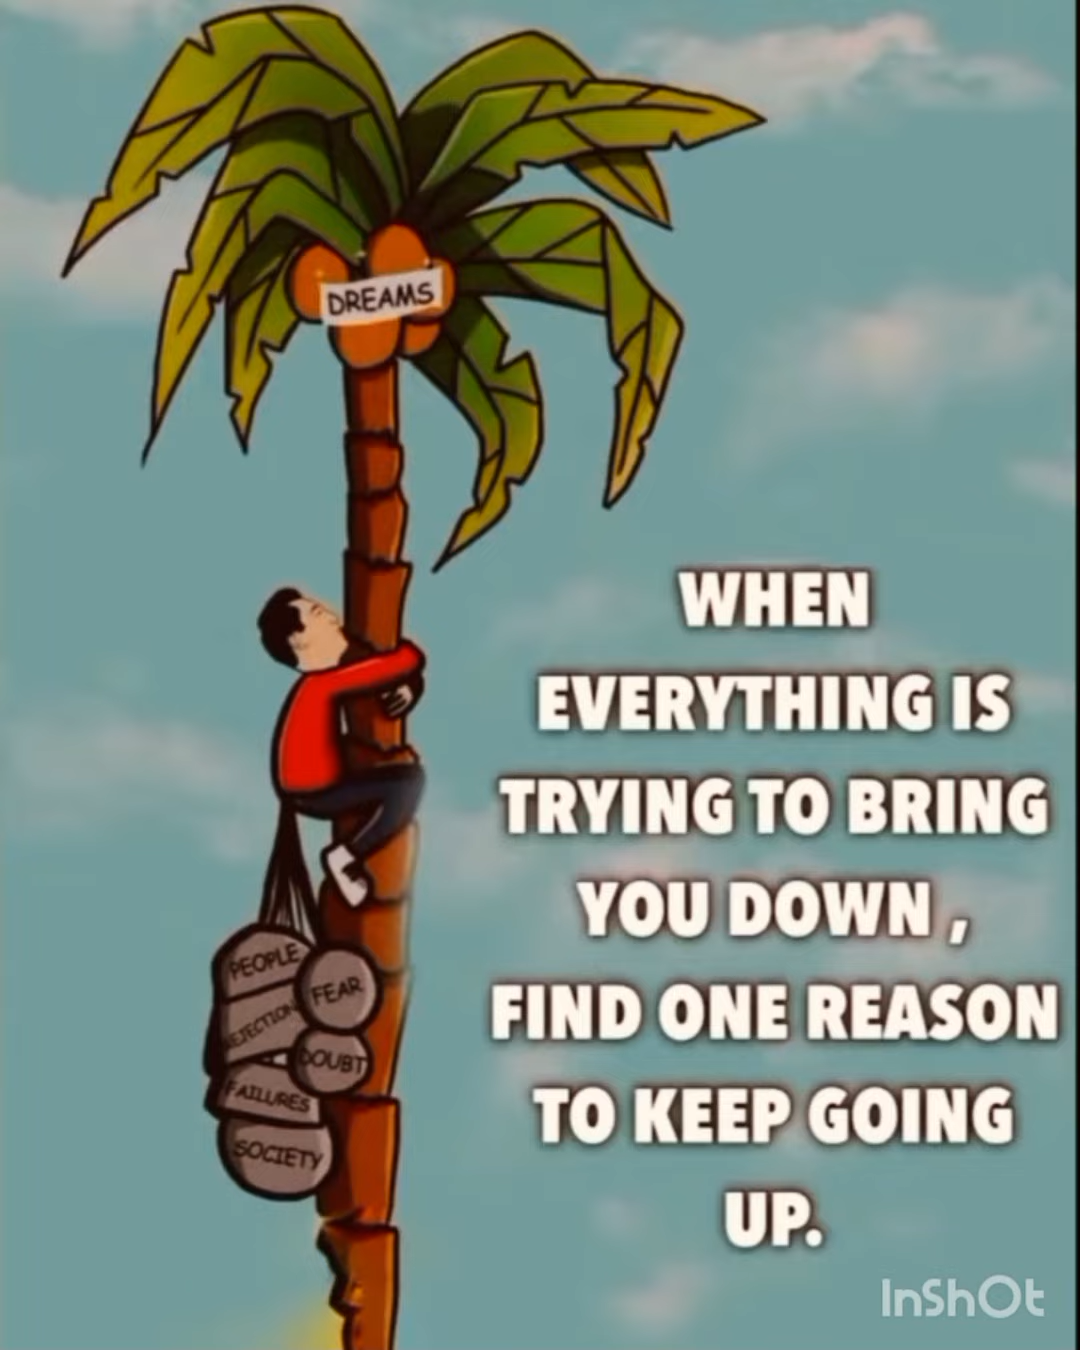 DREAMS
WHEN
EVERYTHING IS
TRYING TO BRING
YOU DOWN ,
FIND ONE REASON
TO KEEP GOING
UP.
PEOPLE
FEAR
EJECTION
DOUBT
FAILURES
SOCIETY
InShOt